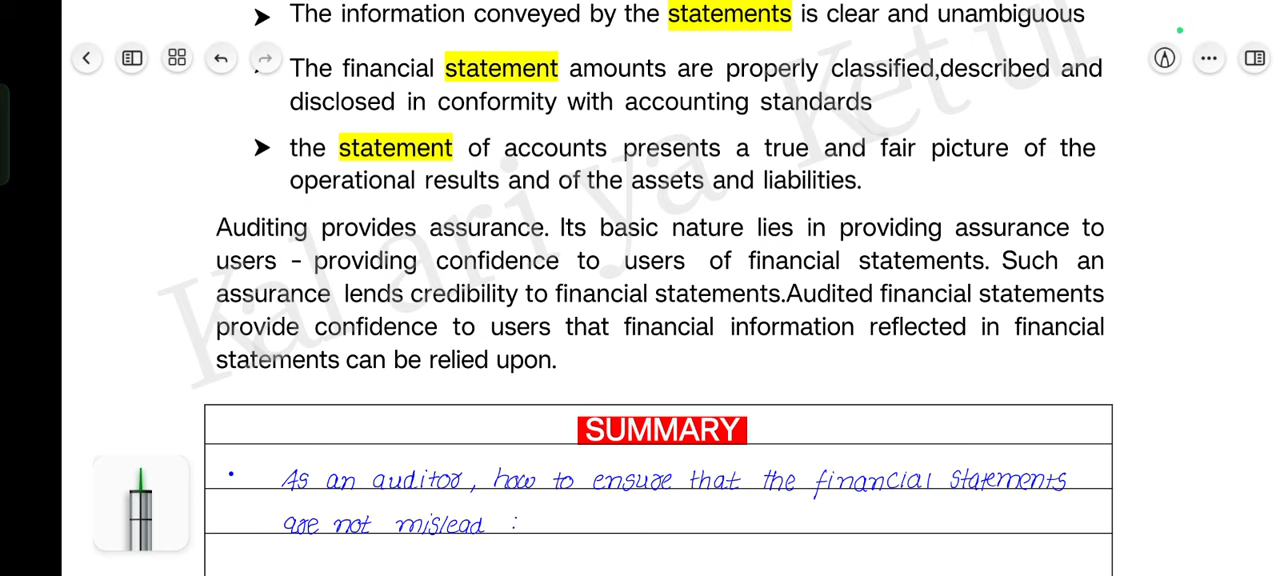 ➤ The information conveyed by the statements is clear and unambiguous
The financial statement amounts are properly classified,described and
disclosed in conformity with accounting standards
➤ the statement of accounts presents a true and fair picture of the
operational results and of the assets and liabilities.
Auditing provides assurance. Its basic nature lies in providing assurance to
users - providing confidence to users of financial statements. Such an
assurance lends credibility to financial statements.Audited financial statements
provide confidence to users that financial information reflected in financial
statements can be relied upon.
Kalariya Ketul
SUMMARY
• As an auditor, how to ensure that the financial statements
are not mislead :